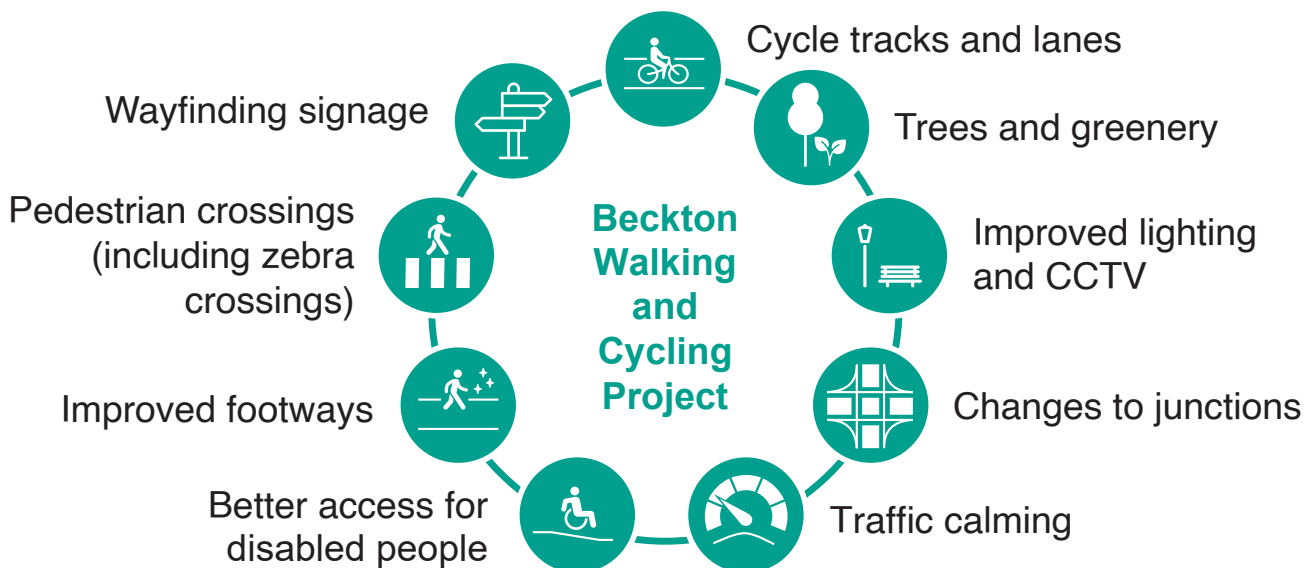 Cycle tracks and lanes
Trees and greenery
Improved lighting
and CCTV
Changes to junctions
Traffic calming
Better access for
disabled people
Improved footways
Pedestrian crossings
(including zebra
crossings)
Wayfinding signage
Beckton
Walking
and
Cycling
Project